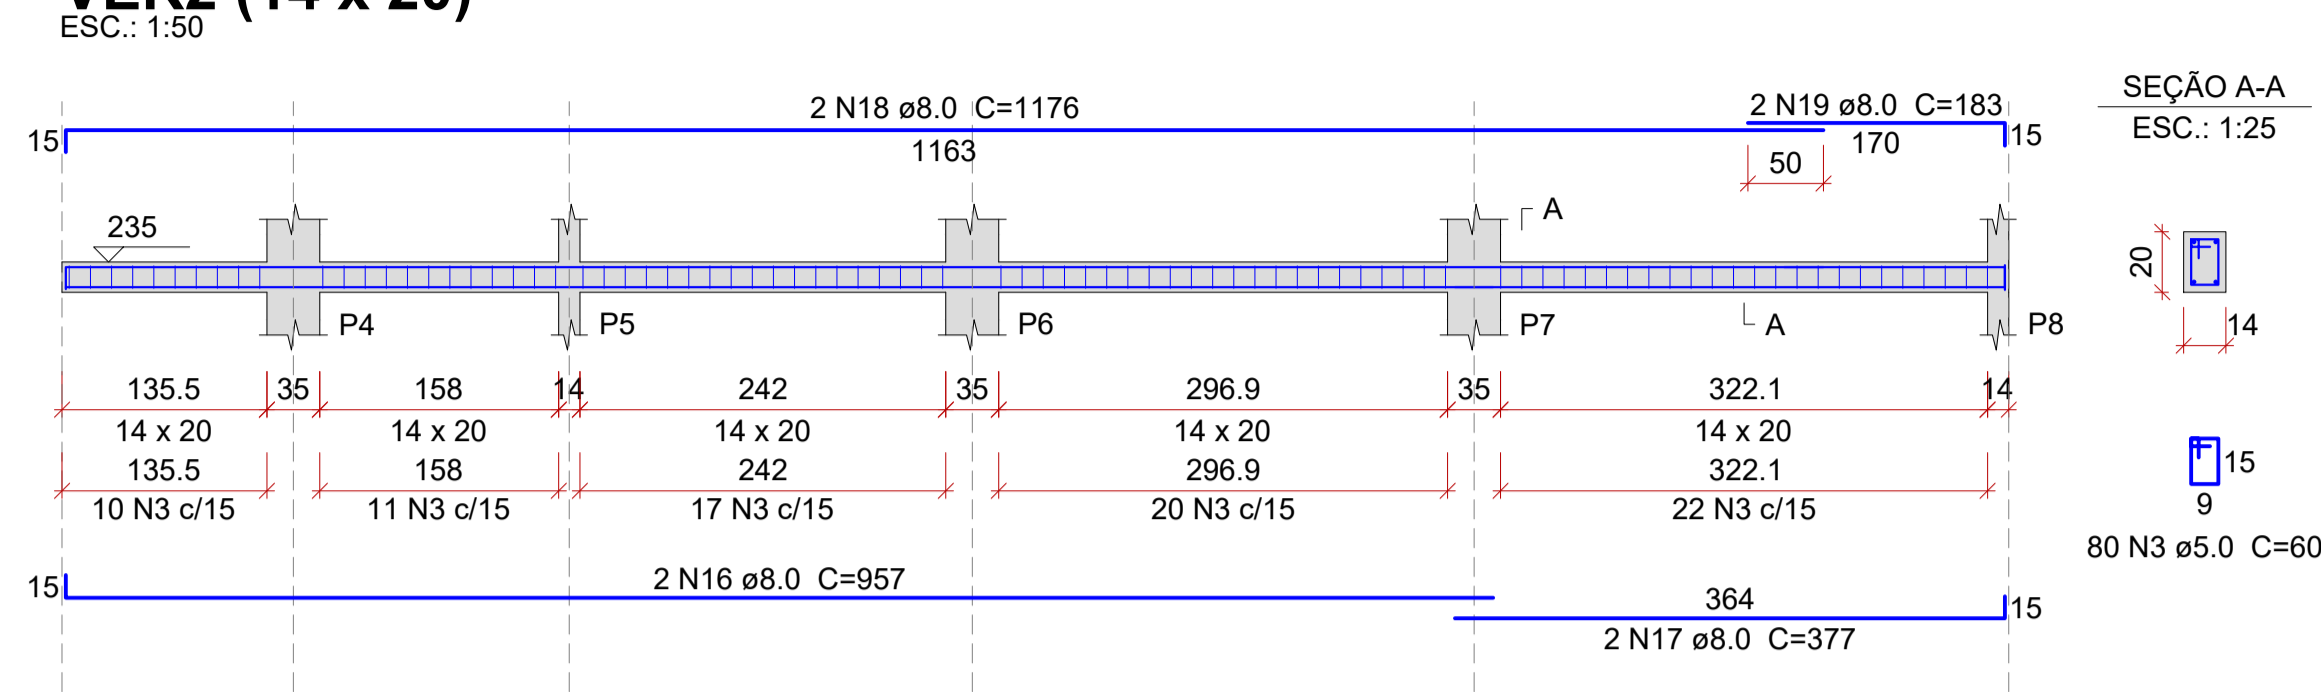 ESC.: 1:50
2 N18 ø8.0 C=1176
2 N19 ø8.0 C=183
15
1163
170
15
50
SEÇÃO A-A
ESC.: 1:25
235
A
P4
P5
P6
P7
A
P8
20
14
135.5 35 158 14 242 35 296.9 35 322.1 14
14 x 20 14 x 20 14 x 20 14 x 20 14 x 20
135.5 158 242 296.9 322.1
10 N3 c/15 11 N3 c/15 17 N3 c/15 20 N3 c/15 22 N3 c/15
15
9
80 N3 ø5.0 C=60
15
2 N16 ø8.0 C=957
364
15
2 N17 ø8.0 C=377